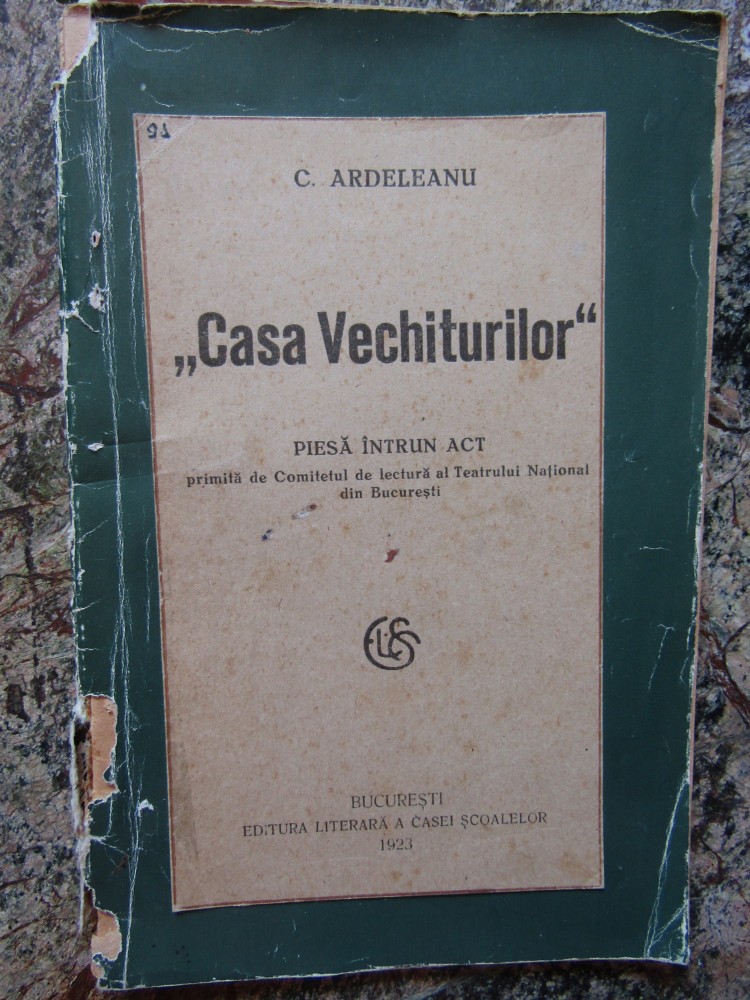 91
C. ARDELEANU
„Casa Vechiturilor“
PIESĂ ÎNTRUN ACT
primită de Comitetul de lectură al Teatrului Național
din București
BUCUREȘTI
EDITURA LITERARĂ A CASEI ȘCOALELOR
1923